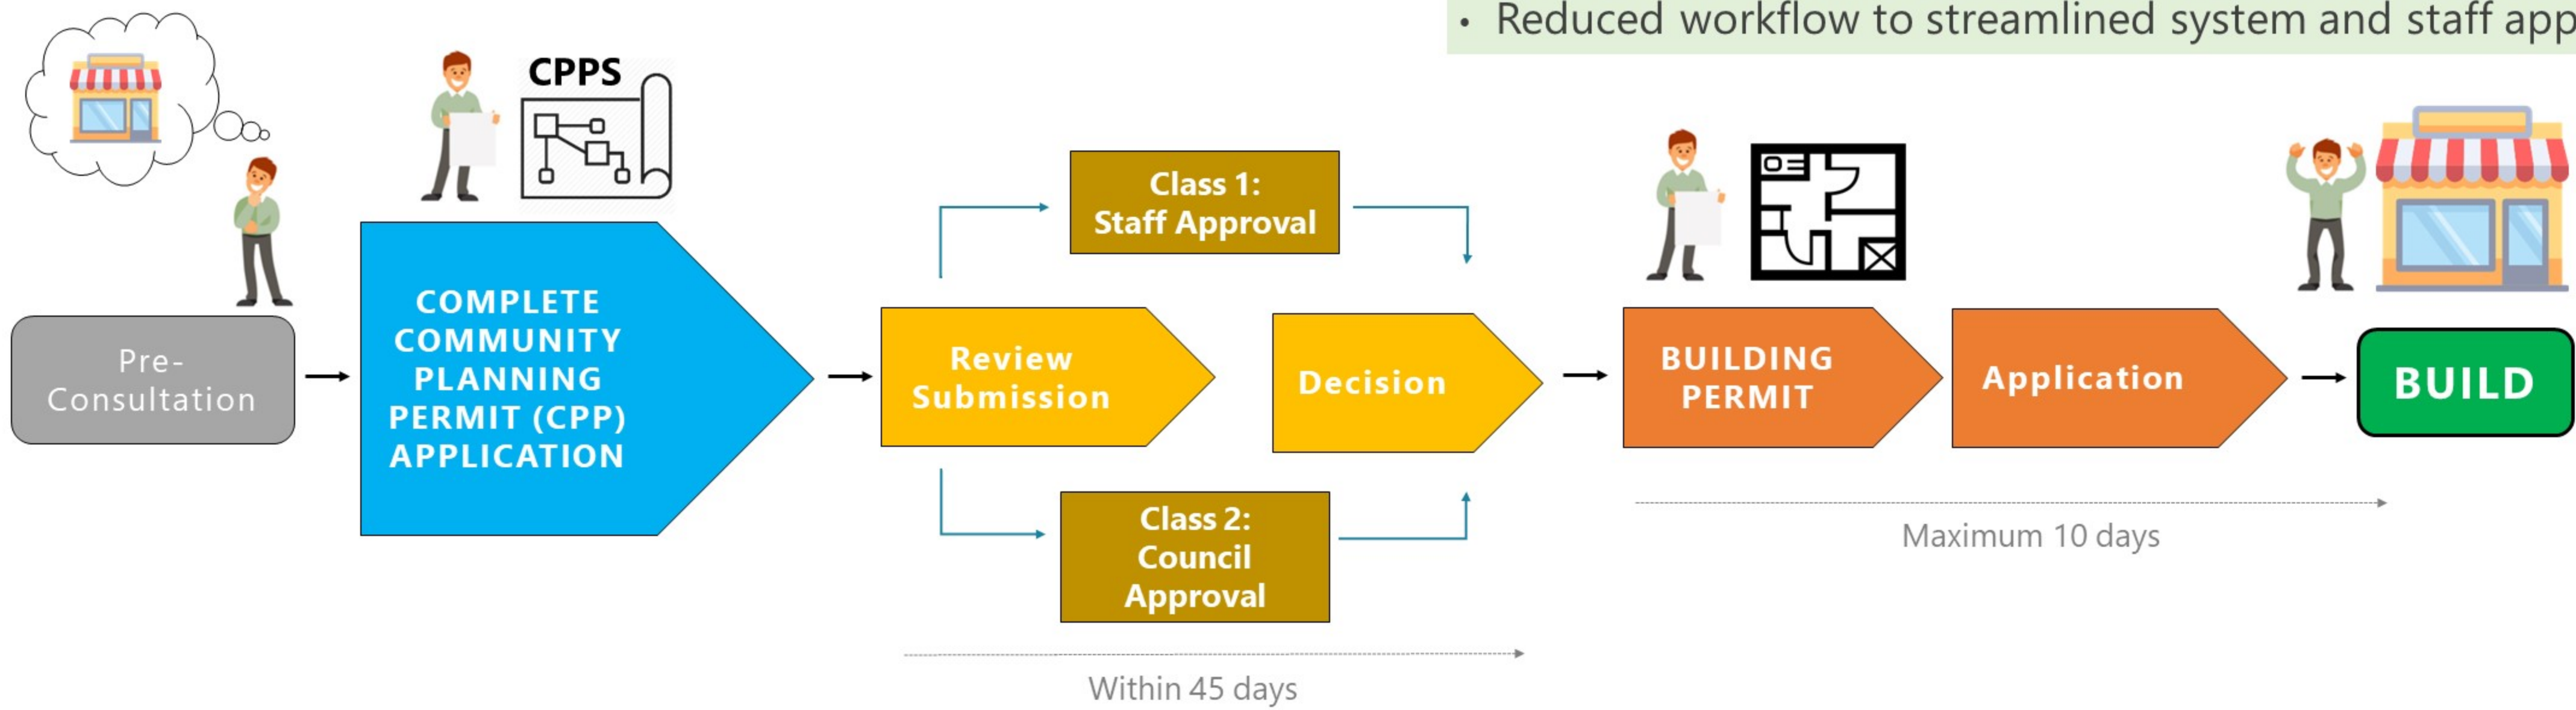 • Reduced workflow to streamlined system and staff
CPPS
Pre-
Consultation
COMPLETE
COMMUNITY
PLANNING
PERMIT (CPP)
APPLICATION
Review
Submission
Class 1:
Staff Approval
Class 2:
Council
Approval
Decision
Within 45 days
BUILDING
PERMIT
Application
Maximum 10 days
BUILD